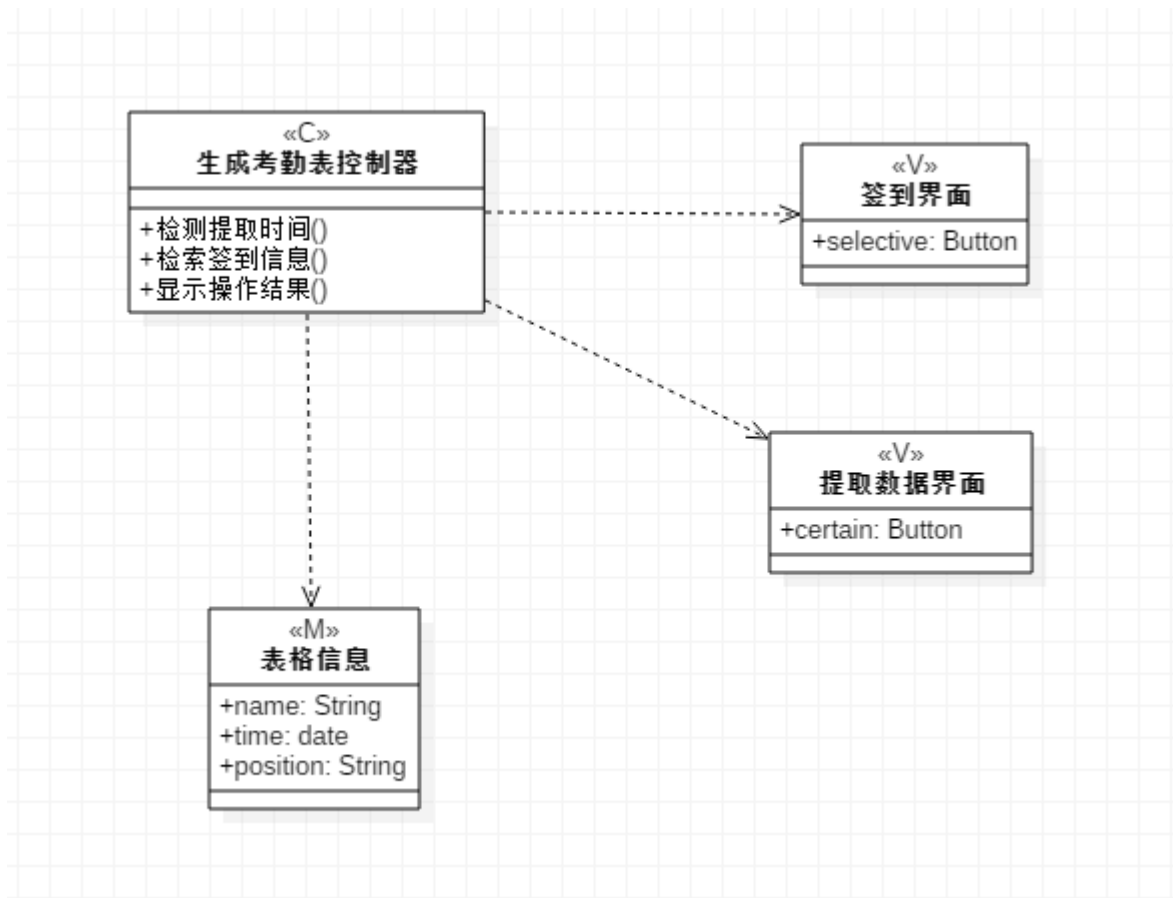 «C»
生成考勤表控制器
+检测提取时间()
+检索签到信息()
+显示操作结果()
«V»
签到界面
+selective: Button
«V»
提取数据界面
+certain: Button
«M»
表格信息
+name: String
+time: date
+position: String